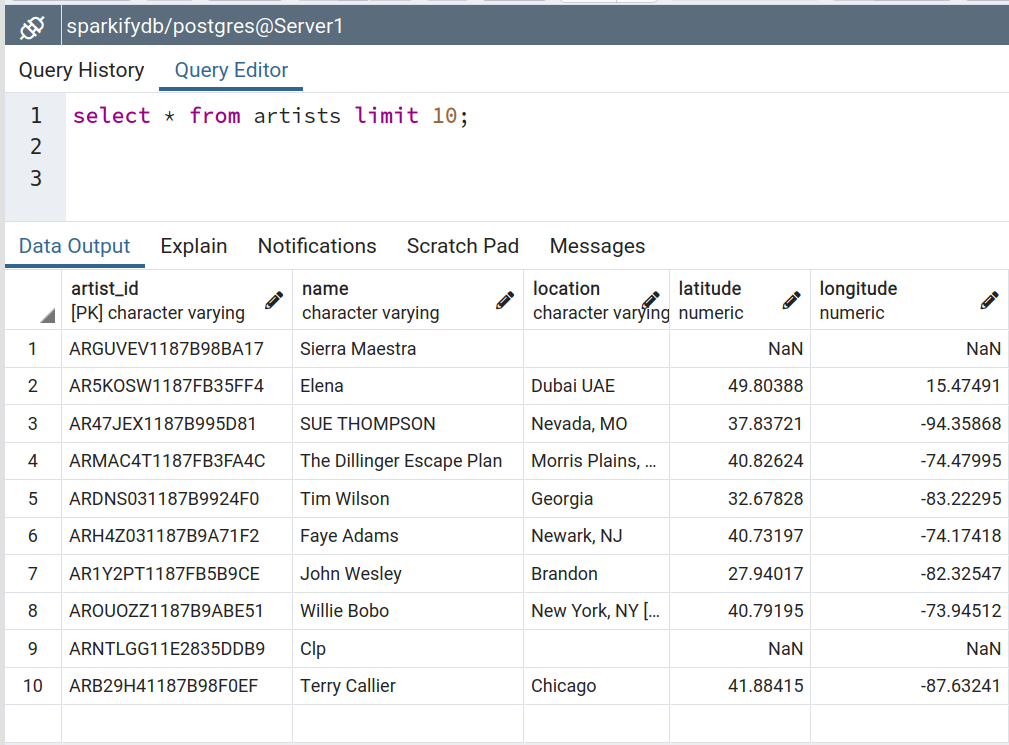 sparkifydb/postgres@Server1
Query History Query Editor
1 select * from artists limit 10;
2
3
Data Output Explain Notifications Scratch Pad Messages
artist_id name location latitude longitude
[PK] character varying character varying character varying numeric numeric
1 ARGUVEV1187B98BA17 Sierra Maestra NaN NaN
2 AR5KOSW1187FB35FF4 Elena Dubai UAE 49.80388 15.47491
3 AR47JEX1187B995D81 SUE THOMPSON Nevada, MO 37.83721 -94.35868
4 ARMAC4T1187FB3FA4C The Dillinger Escape Plan Morris Plains, ... 40.82624 -74.47995
5 ARDNS031187B9924F0 Tim Wilson Georgia 32.67828 -83.22295
6 ARH4Z031187B9A71F2 Faye Adams Newark, NJ 40.73197 -74.17418
7 AR1Y2PT1187FB5B9CE John Wesley Brandon 27.94017 -82.32547
8 AROUOZZ1187B9ABE51 Willie Bobo New York, NY [... 40.79195 -73.94512
9 ARNTLGG11E2835DDB9 Clp NaN NaN
10 ARB29H41187B98F0EF Terry Callier Chicago 41.88415 -87.63241